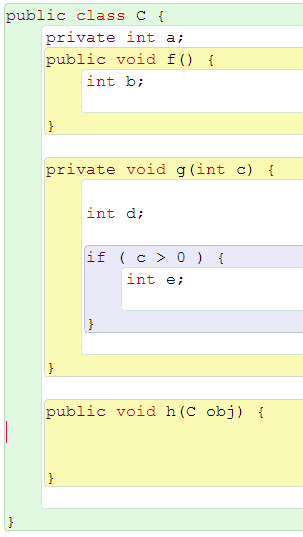 public class C {
private int a;
public void f() {
int b;
}
private void g(int c) {
int d;
if ( c > 0 ) {
int e;
}
}
public void h(C obj) {
}
}